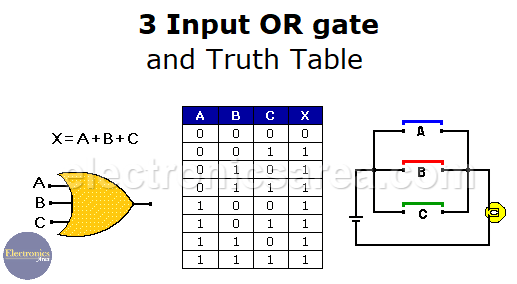 3 Input OR gate
and Truth Table
X=A+B+C
A
B
C
A B C X
0 0 0 0
0 0 1 1
0 1 0 1
0 1 1 1
1 0 0 1
1 0 1 1
1 1 0 1
1 1 1 1
A
B
C
electronicsarea.com
Electronics
Area